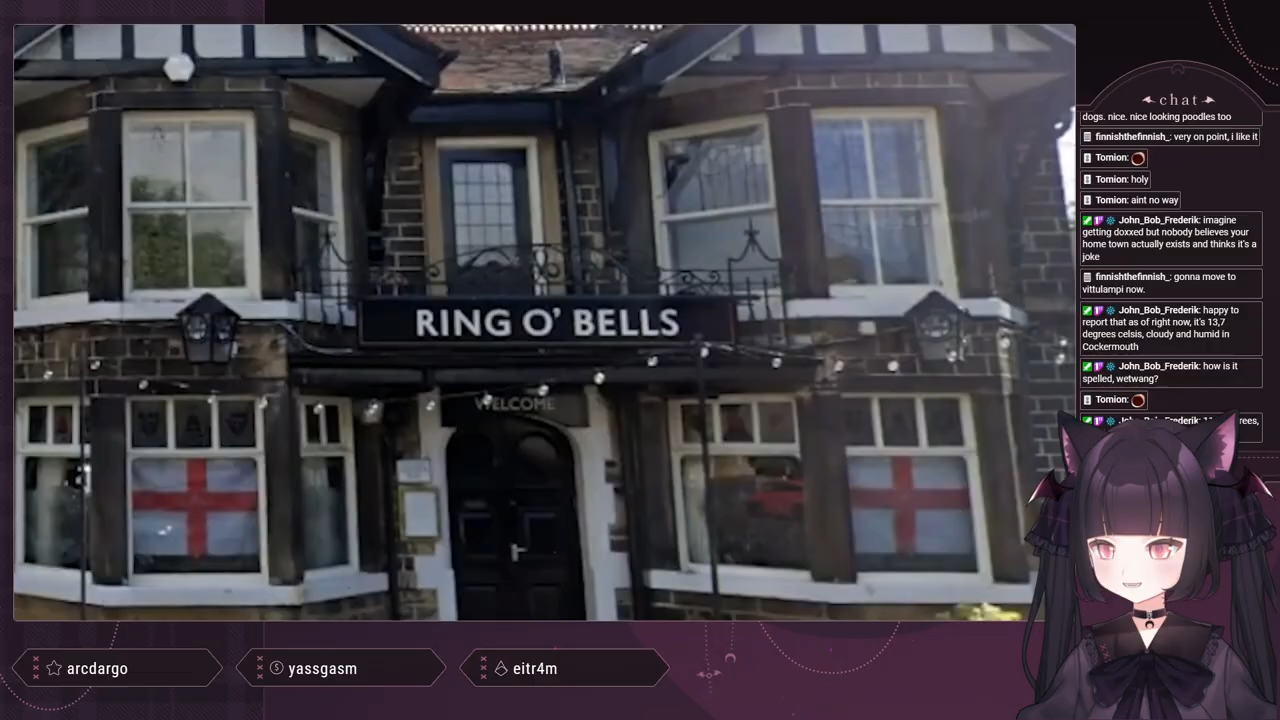 RING O' BELLS
WELCOME
chat
dogs. nice. nice looking poodles too
finnishthefinnish_: very on point, i like it
Tomion:
Tomion: holy
Tomion: aint no way
John_Bob_Frederik: imagine
getting doxxed but nobody believes your
home town actually exists and thinks it's a
joke
finnishthefinnish_: gonna move to
vittulampi now.
John_Bob_Frederik: happy to
report that as of right now, it's 13,7
degrees celsis, cloudy and humid in
Cockermouth
John_Bob_Frederik: how is it
spelled, wetwang?
Tomion:
arcdargo
yassgasm
eitr4m